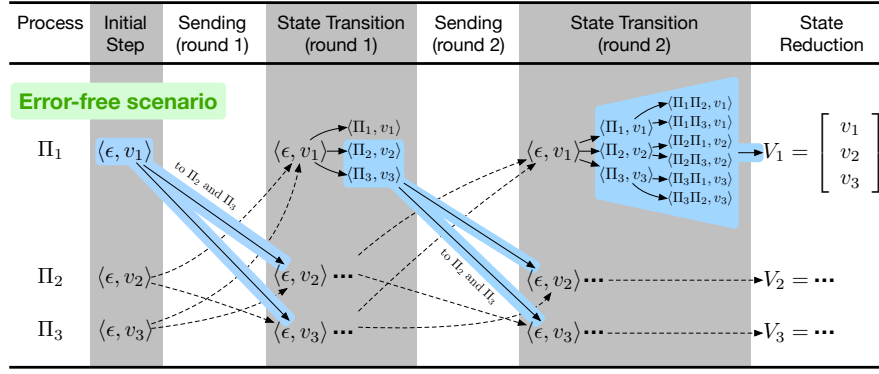 Process Initial Step Sending (round 1) State Transition (round 1) Sending (round 2) State Transition (round 2) State Reduction
Error-free scenario
Π₁ ⟨ϵ, v₁⟩ ⟨ϵ, v₁⟩ ⟨ϵ, v₁⟩ V₁ =
⟨Π₁, v₁⟩
⟨Π₂, v₂⟩
⟨Π₃, v₃⟩
⟨Π₁, v₁⟩
⟨Π₂, v₂⟩
⟨Π₃, v₃⟩
⟨Π₁Π₂, v₁⟩
⟨Π₁Π₃, v₁⟩
⟨Π₂Π₁, v₂⟩
⟨Π₂Π₃, v₂⟩
⟨Π₃Π₁, v₃⟩
⟨Π₃Π₂, v₃⟩
v₁
v₂
v₃
to Π₂ and Π₃
to Π₂ and Π₃
Π₂ ⟨ϵ, v₂⟩ ⟨ϵ, v₂⟩ ··· ⟨ϵ, v₂⟩ ··· V₂ = ···
Π₃ ⟨ϵ, v₃⟩ ⟨ϵ, v₃⟩ ··· ⟨ϵ, v₃⟩ ··· V₃ = ···